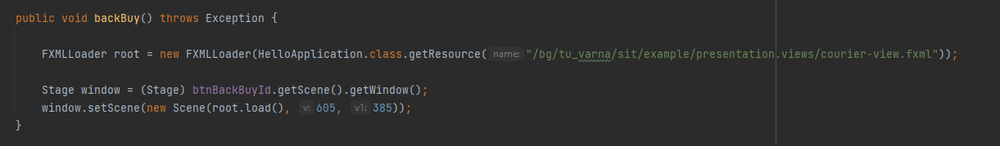 public void backBuy() throws Exception {
FXMLLoader root = new FXMLLoader(HelloApplication.class.getResource( name: "/bg/tu_varna/sit/example/presentation.views/courier-view.fxml"));
Stage window = (Stage) btnBackBuyId.getScene().getWindow();
window.setScene(new Scene(root.load(), v: 605, v1: 385));
}